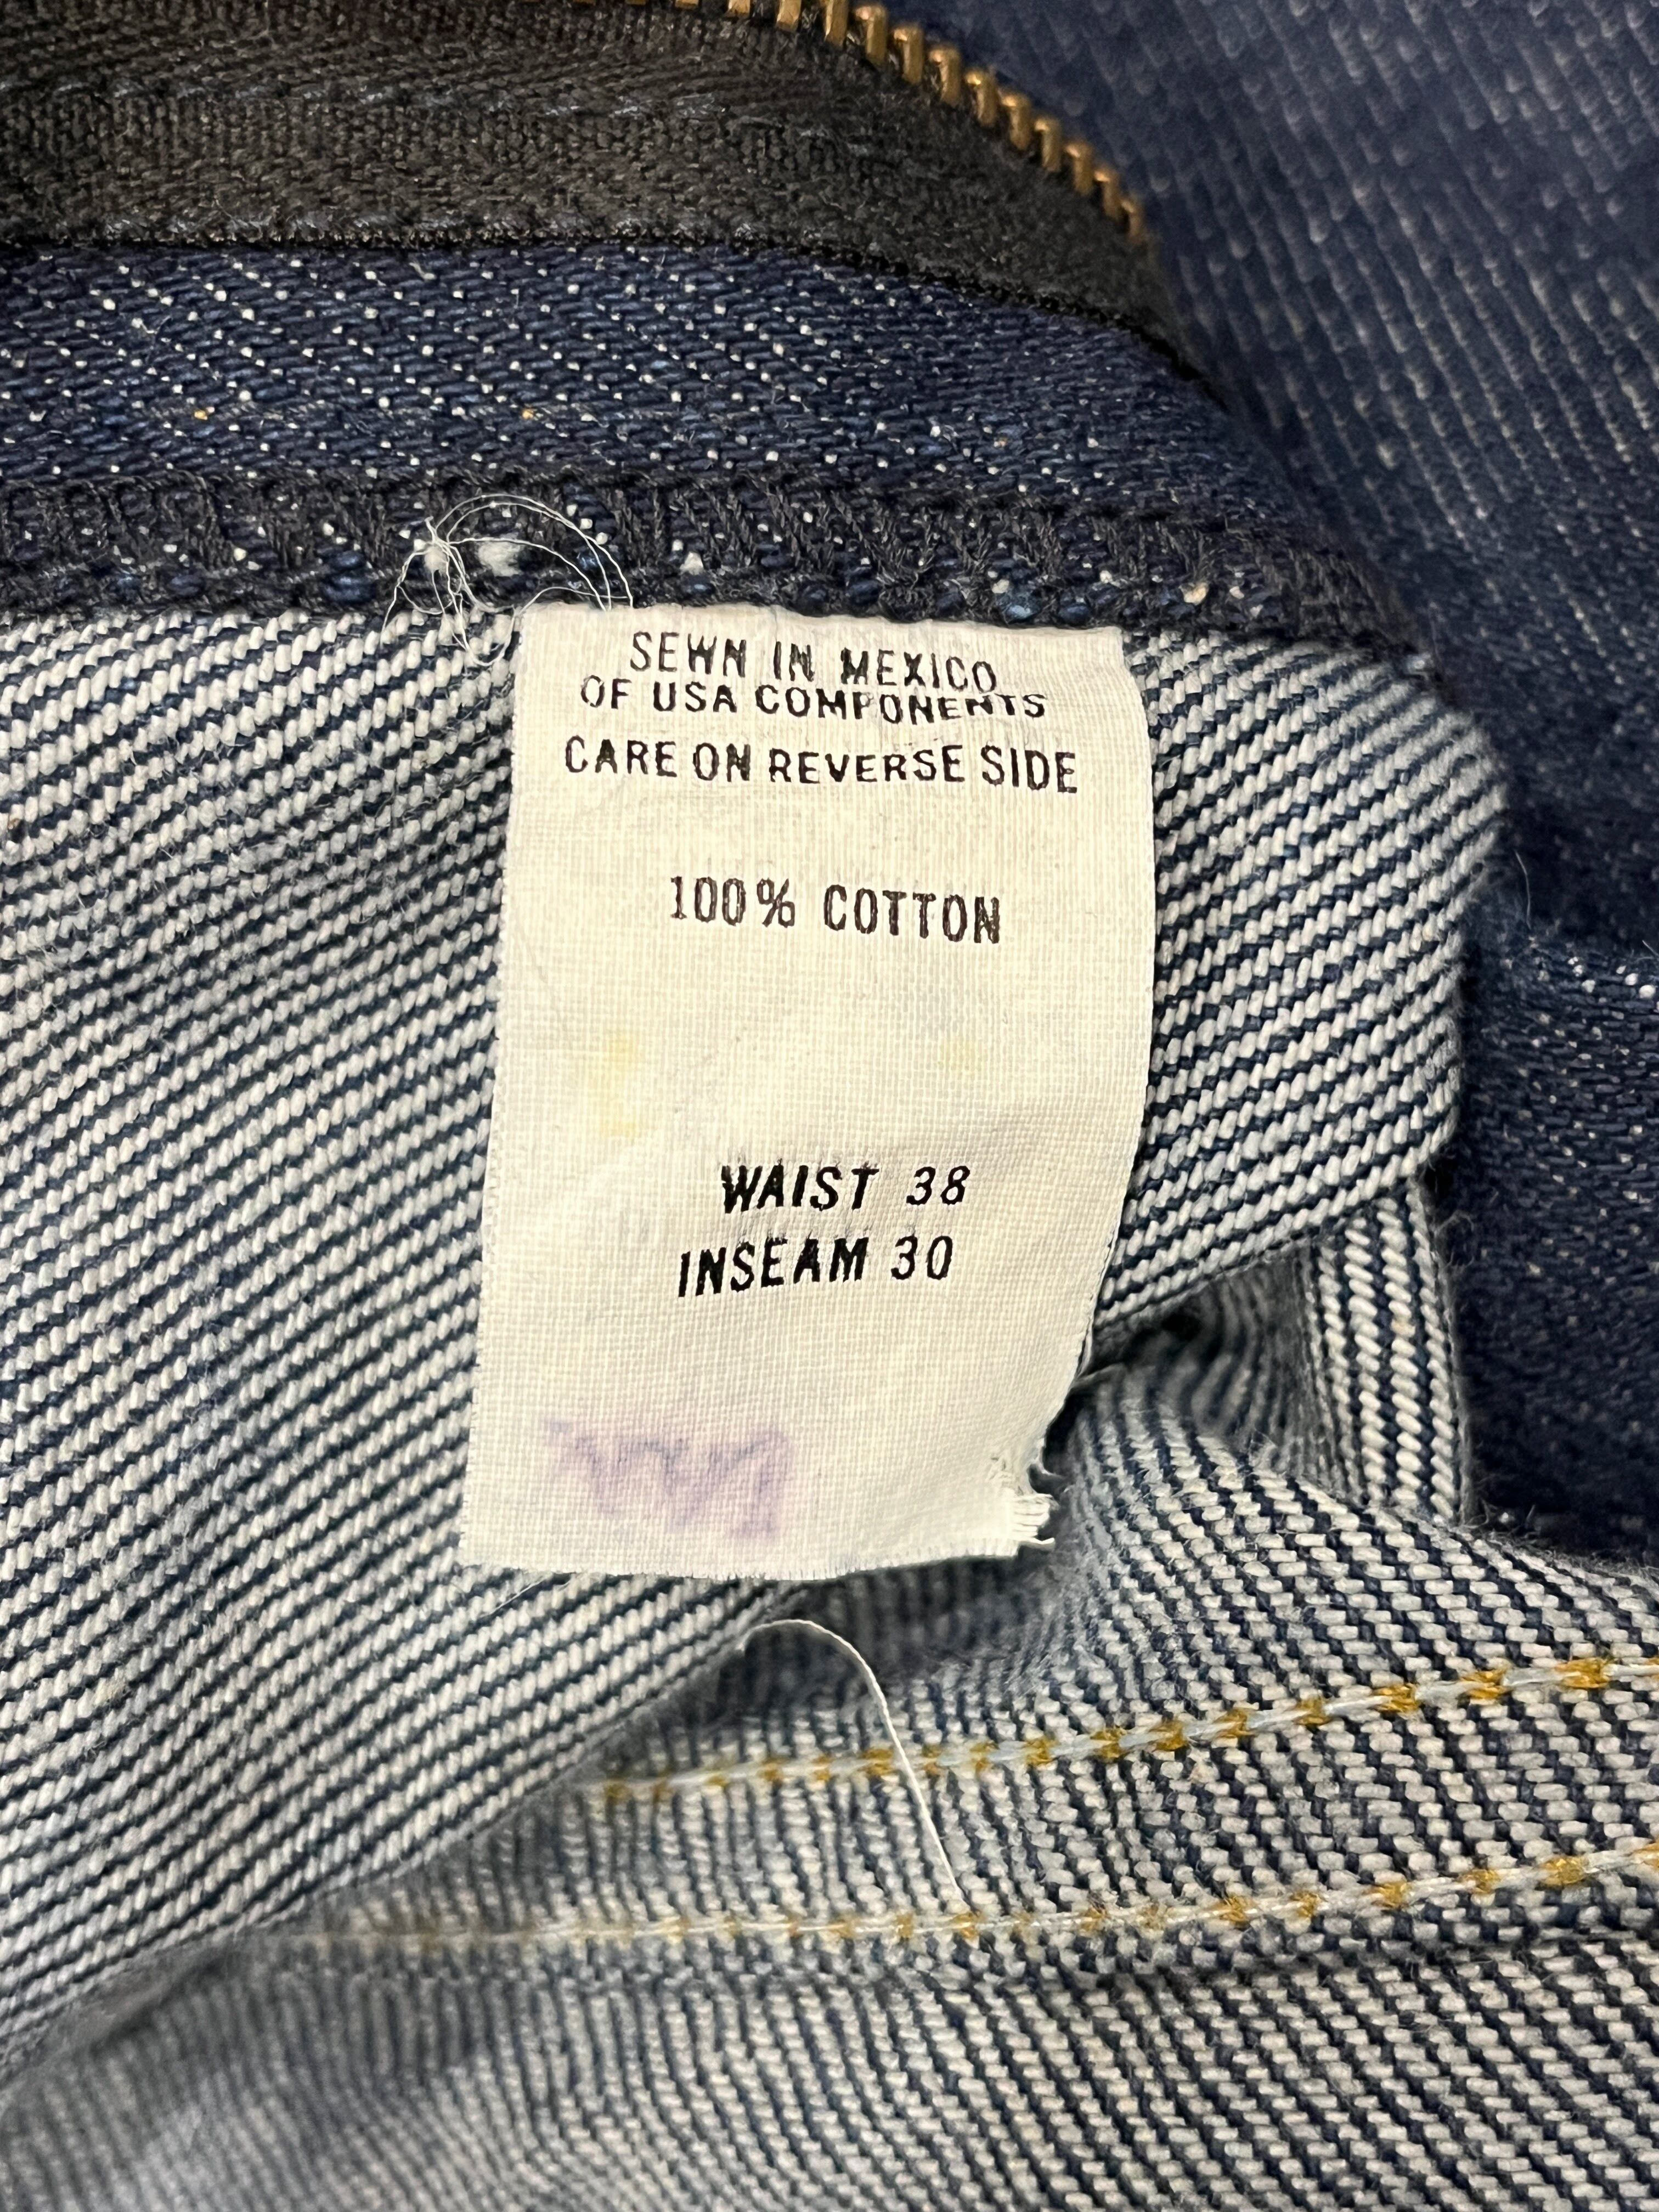 SEWN IN MEXICO
OF USA COMPONENTS
CARE ON REVERSE SIDE
100% COTTON
WAIST 38
INSEAM 30